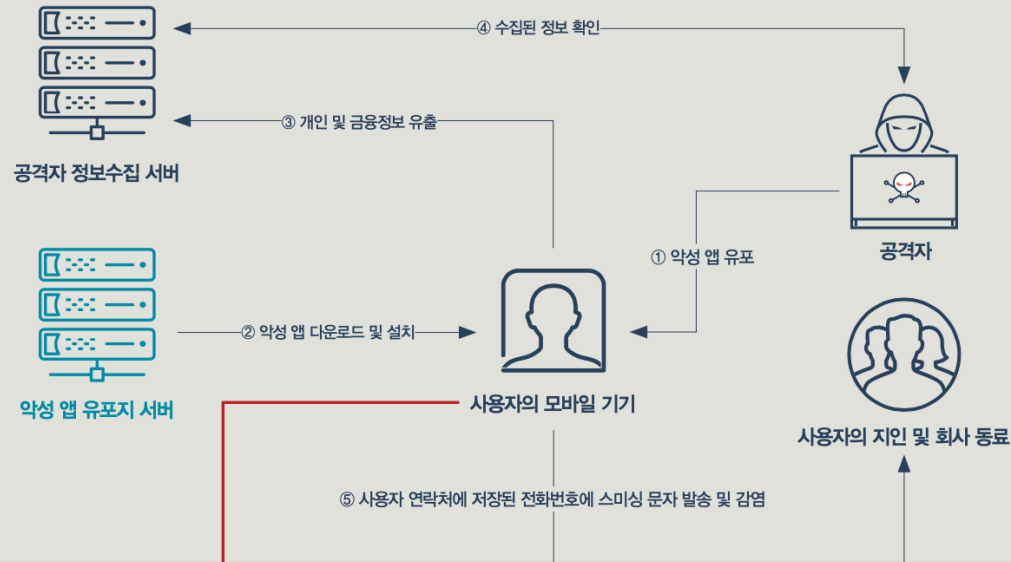 ④ 수집된 정보 확인
③ 개인 및 금융정보 유출
공격자 정보수집 서버
공격자
① 악성 앱 유포
② 악성 앱 다운로드 및 설치
악성 앱 유포지 서버
사용자의 모바일 기기
사용자의 지인 및 회사 동료
⑤ 사용자 연락처에 저장된 전화번호에 스미싱 문자 발송 및 감염